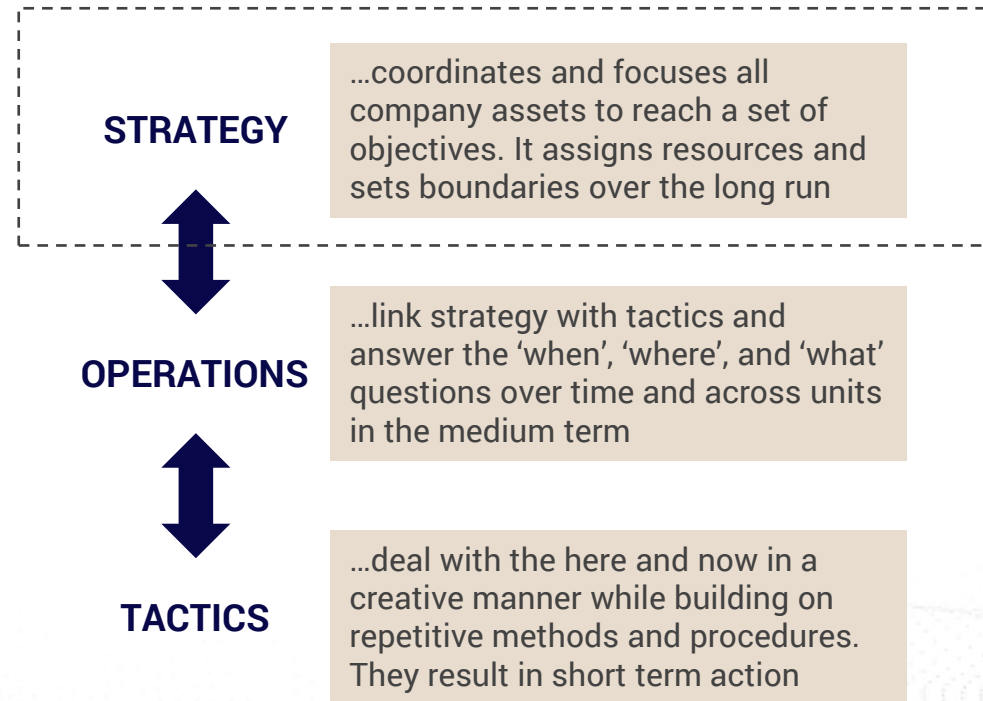 STRATEGY
…coordinates and focuses all
company assets to reach a set of
objectives. It assigns resources and
sets boundaries over the long run
OPERATIONS
…link strategy with tactics and
answer the ‘when’, ‘where’, and ‘what’
questions over time and across units
in the medium term
TACTICS
…deal with the here and now in a
creative manner while building on
repetitive methods and procedures.
They result in short term action